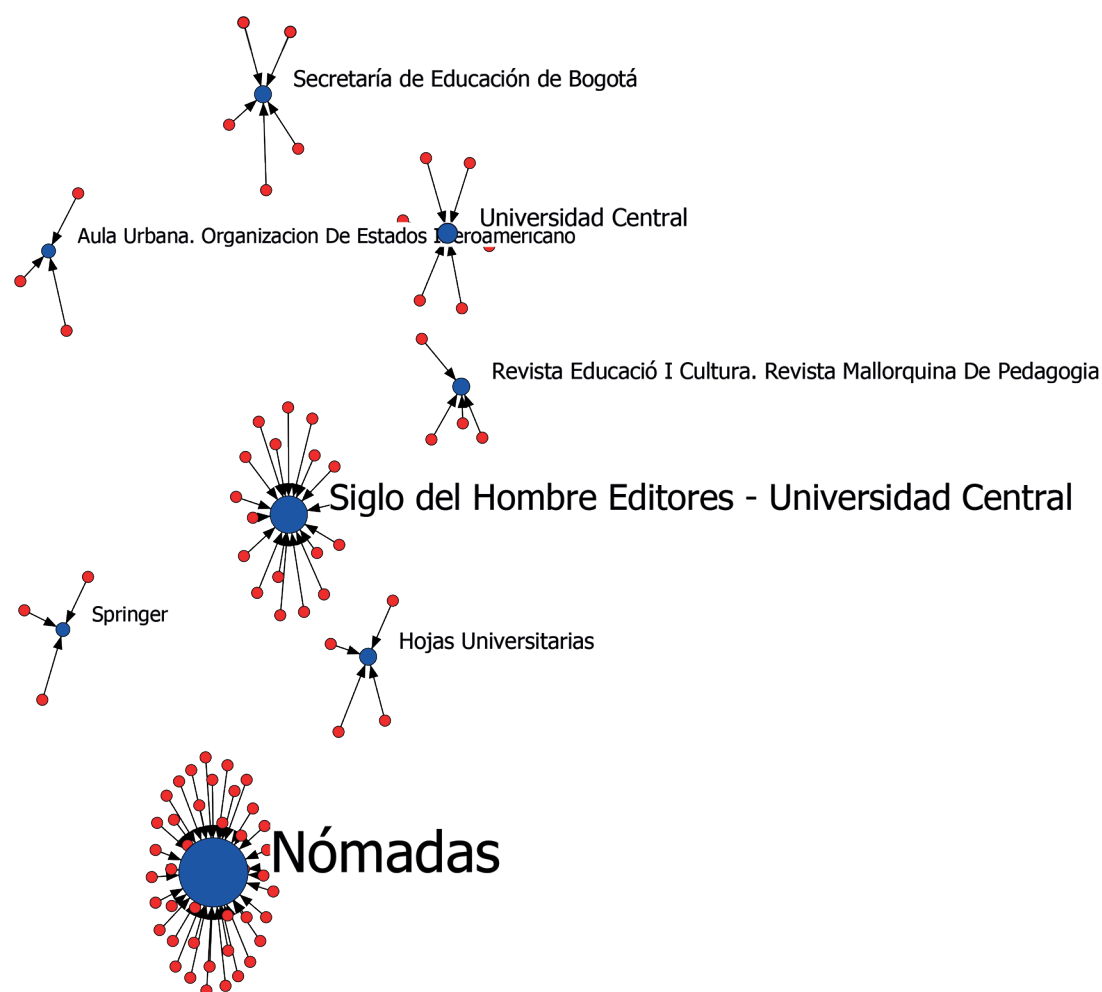 Secretaría de Educación de Bogotá
Universidad Central
Aula Urbana. Organizacion De Estados Iberoamericano
Revista Educació I Cultura. Revista Mallorquina De Pedagogia
Siglo del Hombre Editores - Universidad Central
Springer
Hojas Universitarias
Nómadas